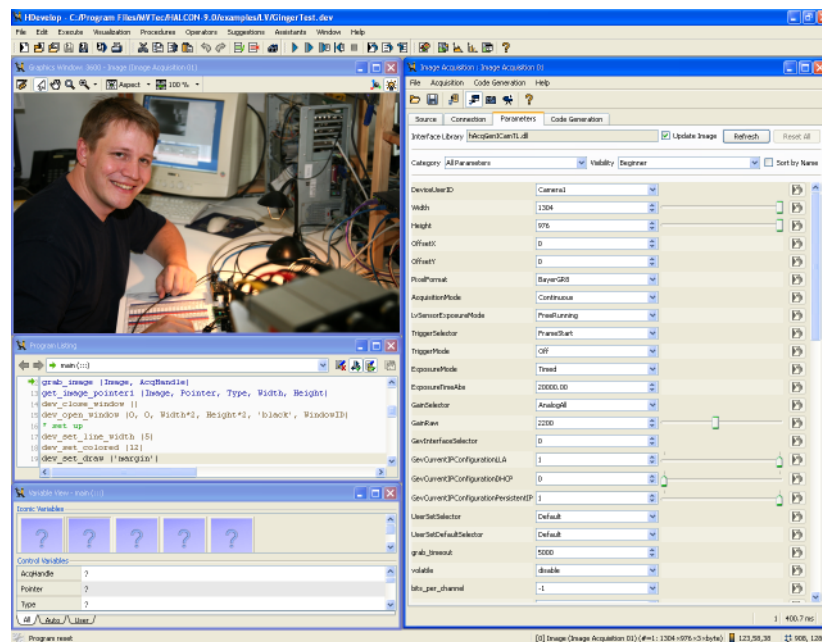 HDevelop - C:/Program Files/MVTec/HALCON-9.0/examples/LV/GingerTest.dev
File Edit Execute Visualization Procedures Operators Suggestions Assistants Window Help
Graphics Window 3600 - Image (Image Acquisition 01)
Aspect 100 %
Image Acquisition : Image Acquisition 01
File Acquisition Code Generation Help
Source Connection Parameters Code Generation
Interface Library hAcqGenICamTL.dll Update Image Refresh Reset All
Category All Parameters Visibility Beginner Sort by Name
DeviceUserID Camera1
Width 1304
Height 976
OffsetX 0
OffsetY 0
PixelFormat BayerGR8
AcquisitionMode Continuous
LvSensorExposureMode FreeRunning
TriggerSelector FrameStart
TriggerMode Off
ExposureMode Timed
ExposureTimeAbs 20000.00
GainSelector AnalogAll
GainRaw 2200
GevInterfaceSelector 0
GevCurrentIPConfigurationLLA 1
GevCurrentIPConfigurationDHCP 0
GevCurrentIPConfigurationPersistentIP 1
UserSetSelector Default
UserSetDefaultSelector Default
grab_timeout 5000
volatile disable
bits_per_channel -1
1 400.7 ms
Program Listing
main (:::)
grab_image (Image, AcqHandle)
13 get_image_pointer1 (Image, Pointer, Type, Width, Height)
14 dev_close_window ()
15 dev_open_window (0, 0, Width*2, Height*2, 'black', WindowID)
16 * set up
17 dev_set_line_width (5)
18 dev_set_colored (12)
19 dev_set_draw ('margin')
Variable View - main (:::)
Iconic Variables
? ? ? ? ?
Control Variables
AcqHandle ?
Pointer ?
Type ?
All Auto User
Program reset
[0] Image (Image Acquisition 01) (#=1: 1304×976×3×byte) 123,58,38 908, 128